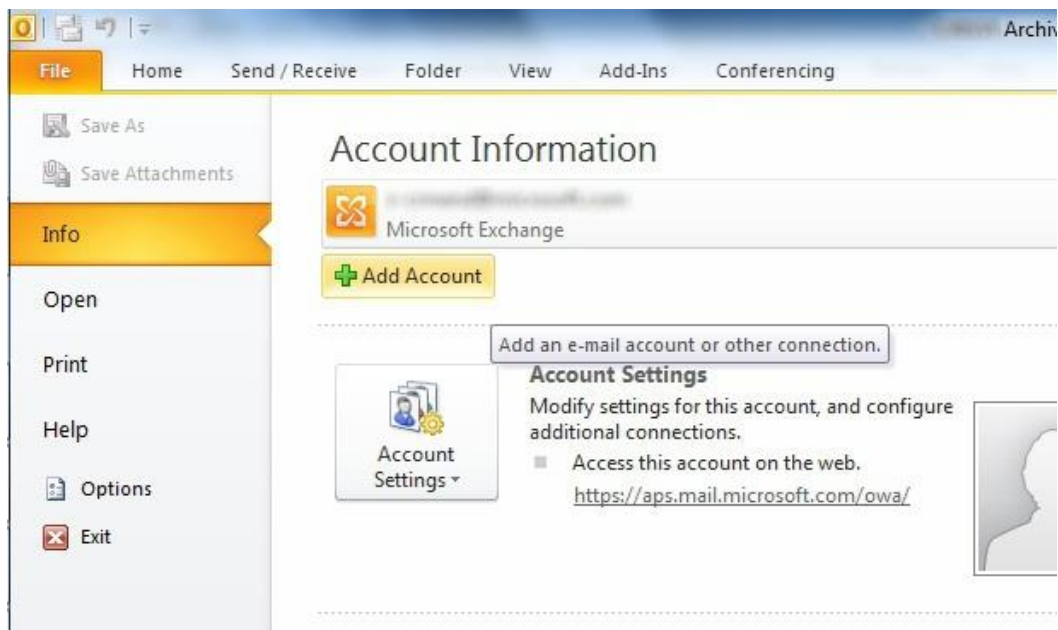 Archiv
File Home Send / Receive Folder View Add-Ins Conferencing
Save As
Save Attachments
Info
Open
Print
Help
Options
Exit
Account Information
Microsoft Exchange
Add Account
Add an e-mail account or other connection.
Account Settings
Account Settings
Modify settings for this account, and configure
additional connections.
Access this account on the web.
https://aps.mail.microsoft.com/owa/